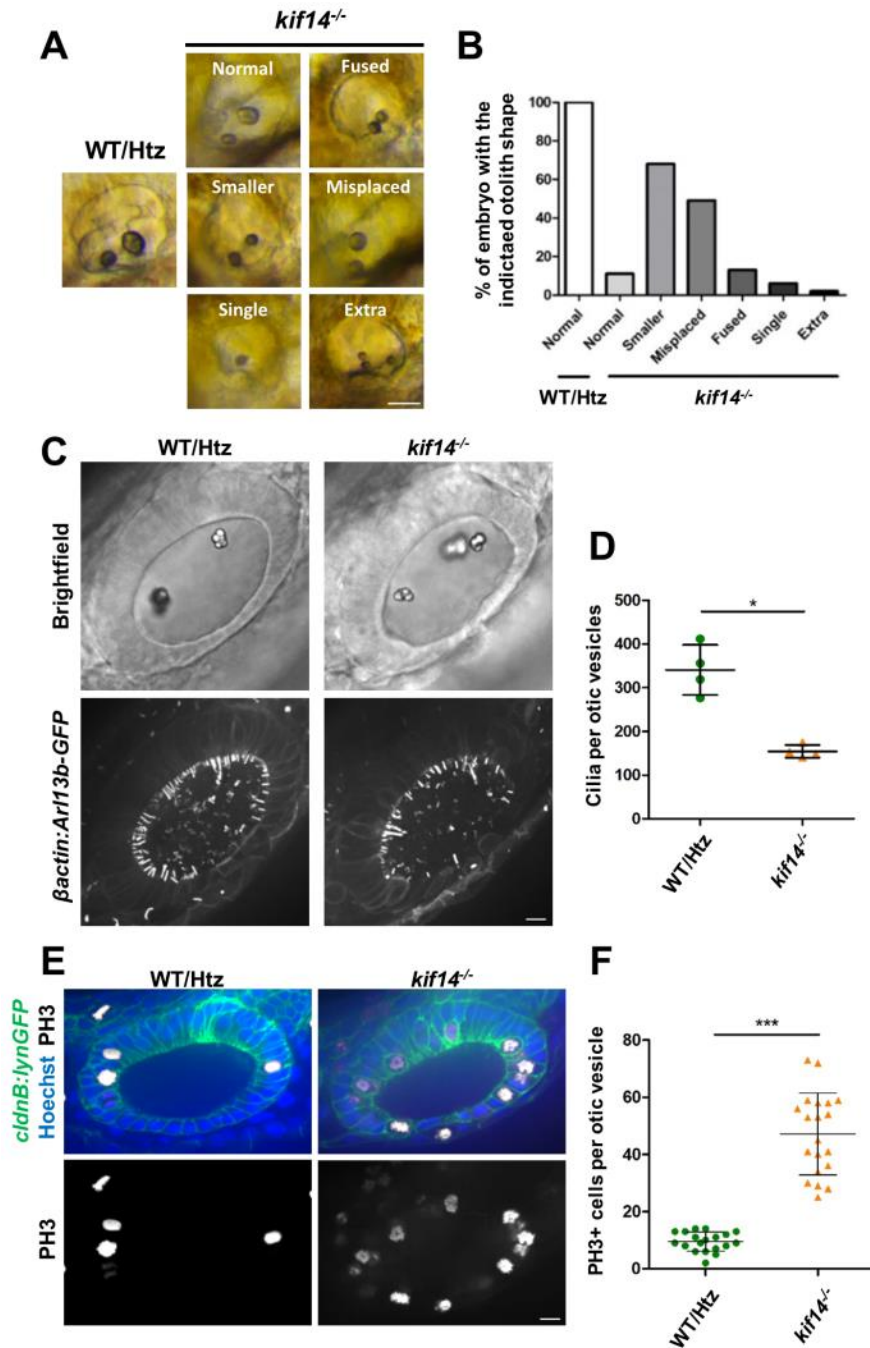 A
kif14-/-
Normal
Fused
WT/Htz
Smaller
Misplaced
Single
Extra
B
% of embryo with the
indictaed otolith shape
100
80
60
40
20
0
Normal
Normal
Smaller
Misplaced
Fused
Single
Extra
WT/Htz
kif14-/-
C
WT/Htz
kif14-/-
Brightfield
βactin:Arl13b-GFP
D
Cilia per otic vesicles
500
400
300
200
100
0
*
WT/Htz
kif14-/-
E
WT/Htz
kif14-/-
cldnB:lynGFP
Hoechst PH3
PH3
F
PH3+ cells per otic vesicle
80
60
40
20
0
***
WT/Htz
kif14-/-